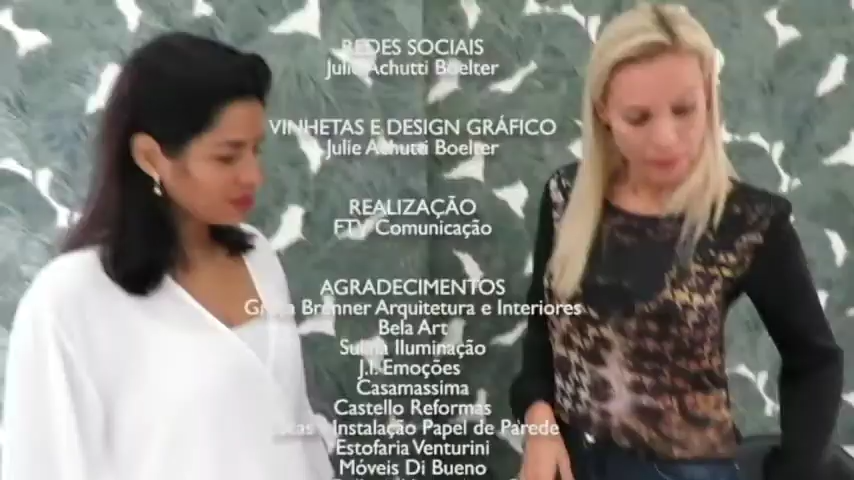 REDES SOCIAIS
Julie Achutti Boelter
VINHETAS E DESIGN GRÁFICO
Julie Achutti Boelter
REALIZAÇÃO
FTV Comunicação
AGRADECIMENTOS
Brenner Arquitetura e Interiores
Bela Art
Iluminação
J.I. Emoções
Casamassima
Castello Reformas
Instalação Papel de Parede
Estofaria Venturini
Móveis Di Bueno